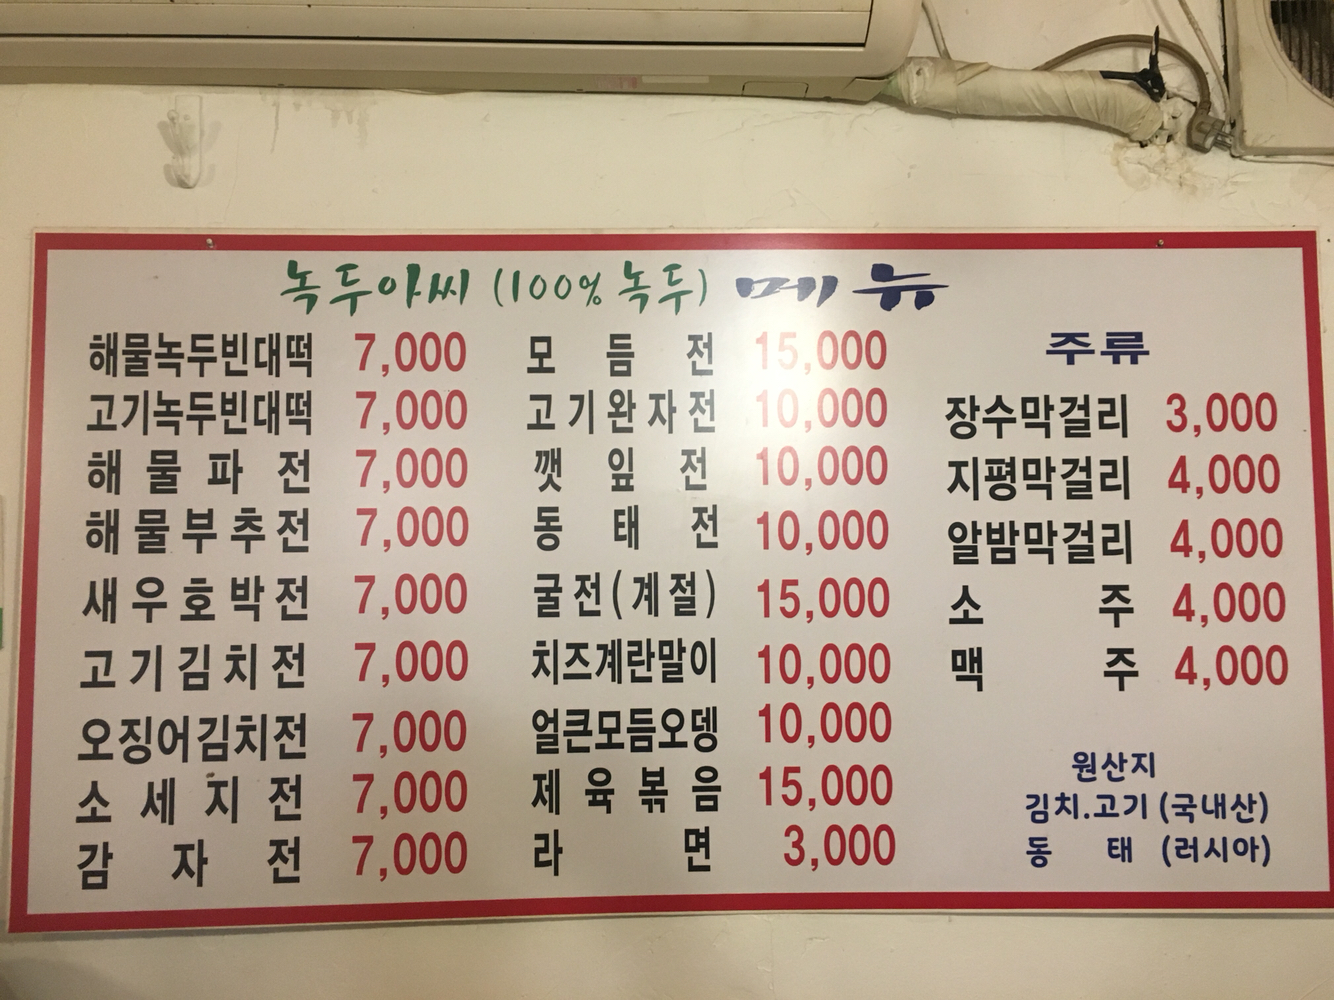 녹두아씨 (100% 녹두) 메뉴
해물녹두빈대떡 7,000
고기녹두빈대떡 7,000
해물파전 7,000
해물부추전 7,000
새우호박전 7,000
고기김치전 7,000
오징어김치전 7,000
소세지전 7,000
감자전 7,000
모듬전 15,000
고기완자전 10,000
깻잎전 10,000
동태전 10,000
굴전(계절) 15,000
치즈계란말이 10,000
얼큰모듬오뎅 10,000
제육볶음 15,000
라면 3,000
주류
장수막걸리 3,000
지평막걸리 4,000
알밤막걸리 4,000
소주 4,000
맥주 4,000
원산지
김치.고기 (국내산)
동태 (러시아)